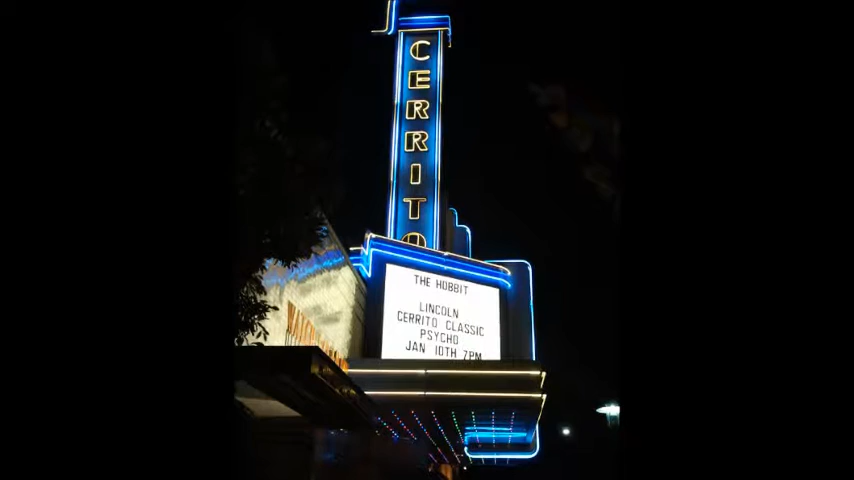 CERRITO
THE HOBBIT
LINCOLN
CERRITO CLASSIC
PSYCHO
JAN 10TH 7PM